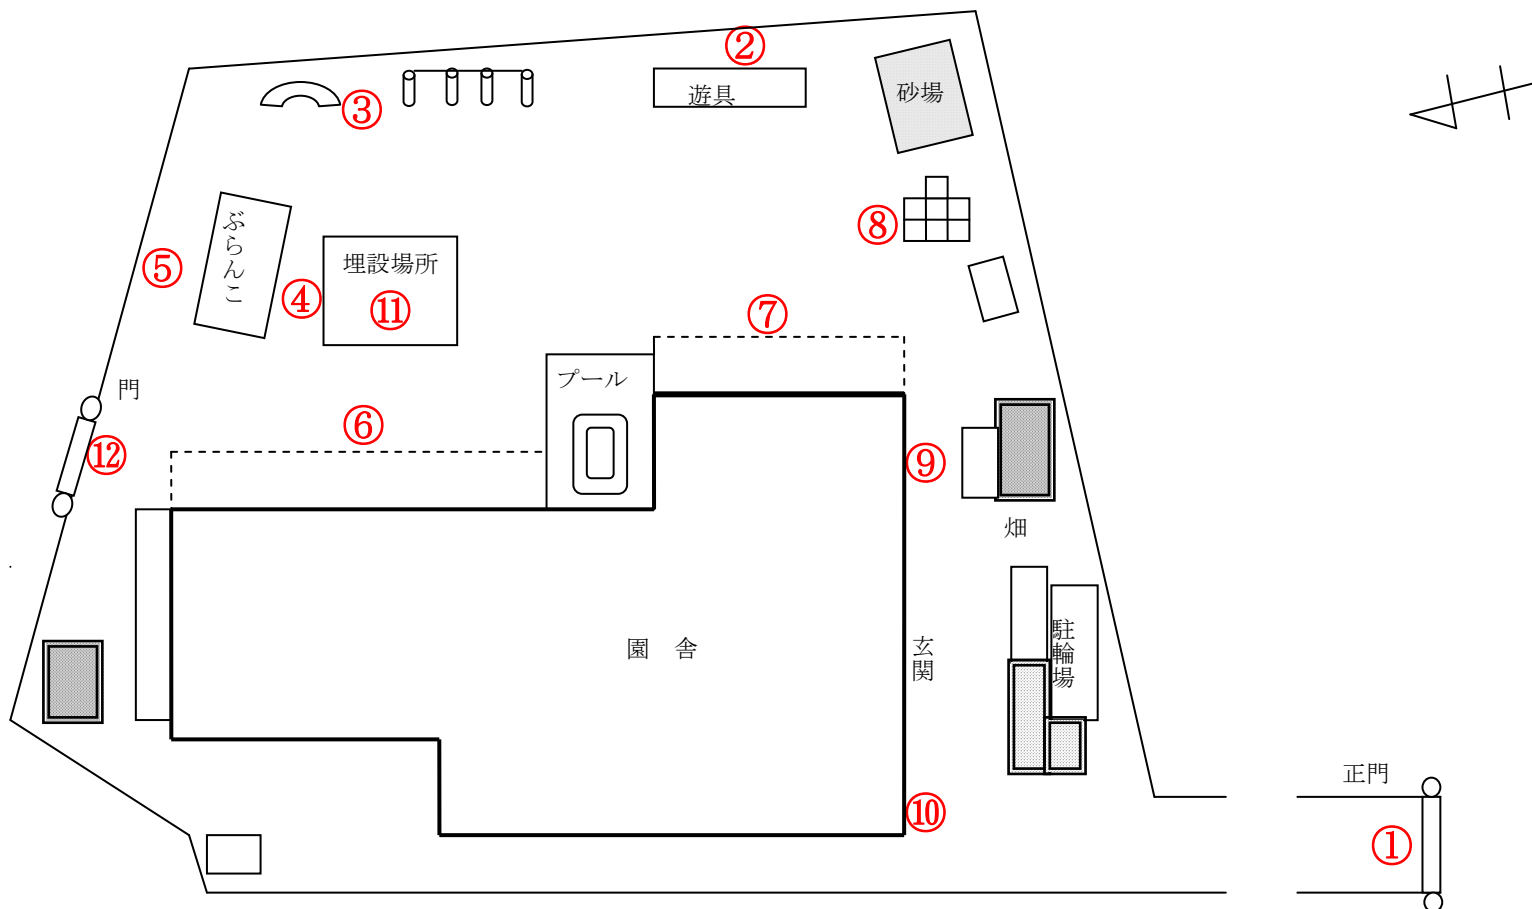 ②
遊具
砂場
③
⑧
ぶらんこ
⑤
④
埋設場所
⑪
⑦
プール
門
⑥
⑫
⑨
畑
園 舎
玄関
駐輪場
正門
⑩
①